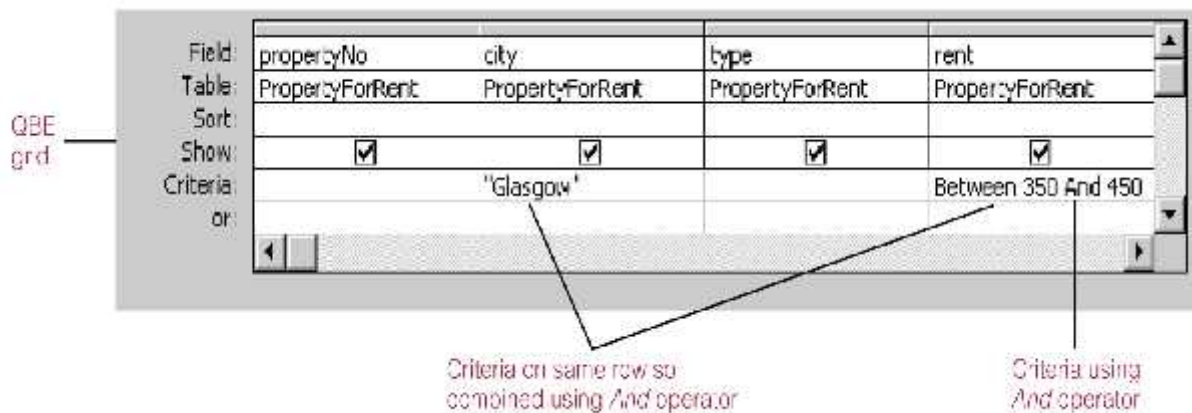 Field: propertyNo city type rent
Table: PropertyForRent PropertyForRent PropertyForRent PropertyForRent
Sort:
QBE
grid
Show:
Criteria: "Glasgow" Between 350 And 450
or:
Criteria on same row so
combined using And operator
Criteria using
And operator